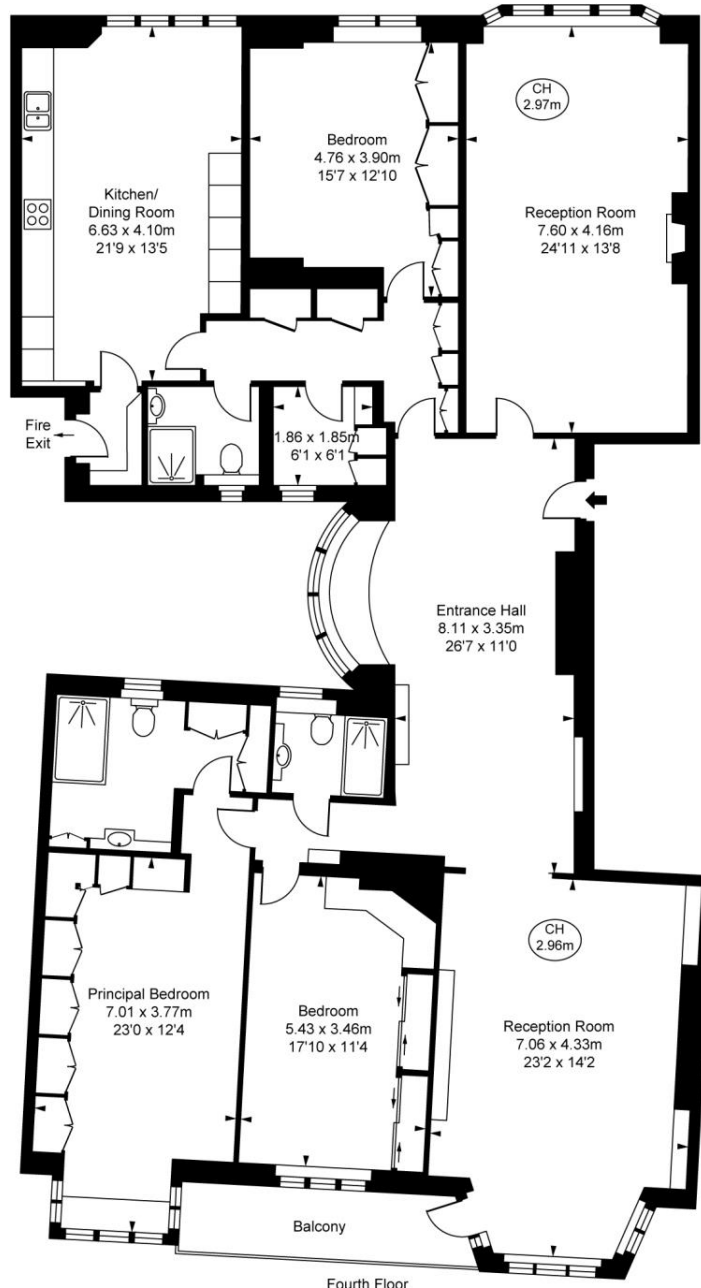 CH
2.97m
Bedroom
4.76 x 3.90m
15'7 x 12'10
Kitchen/
Dining Room
6.63 x 4.10m
21'9 x 13'5
Reception Room
7.60 x 4.16m
24'11 x 13'8
Fire
Exit
1.86 x 1.85m
6'1 x 6'1
Entrance Hall
8.11 x 3.35m
26'7 x 11'0
CH
2.96m
Principal Bedroom
7.01 x 3.77m
23'0 x 12'4
Bedroom
5.43 x 3.46m
17'10 x 11'4
Reception Room
7.06 x 4.33m
23'2 x 14'2
Balcony
Fourth Floor